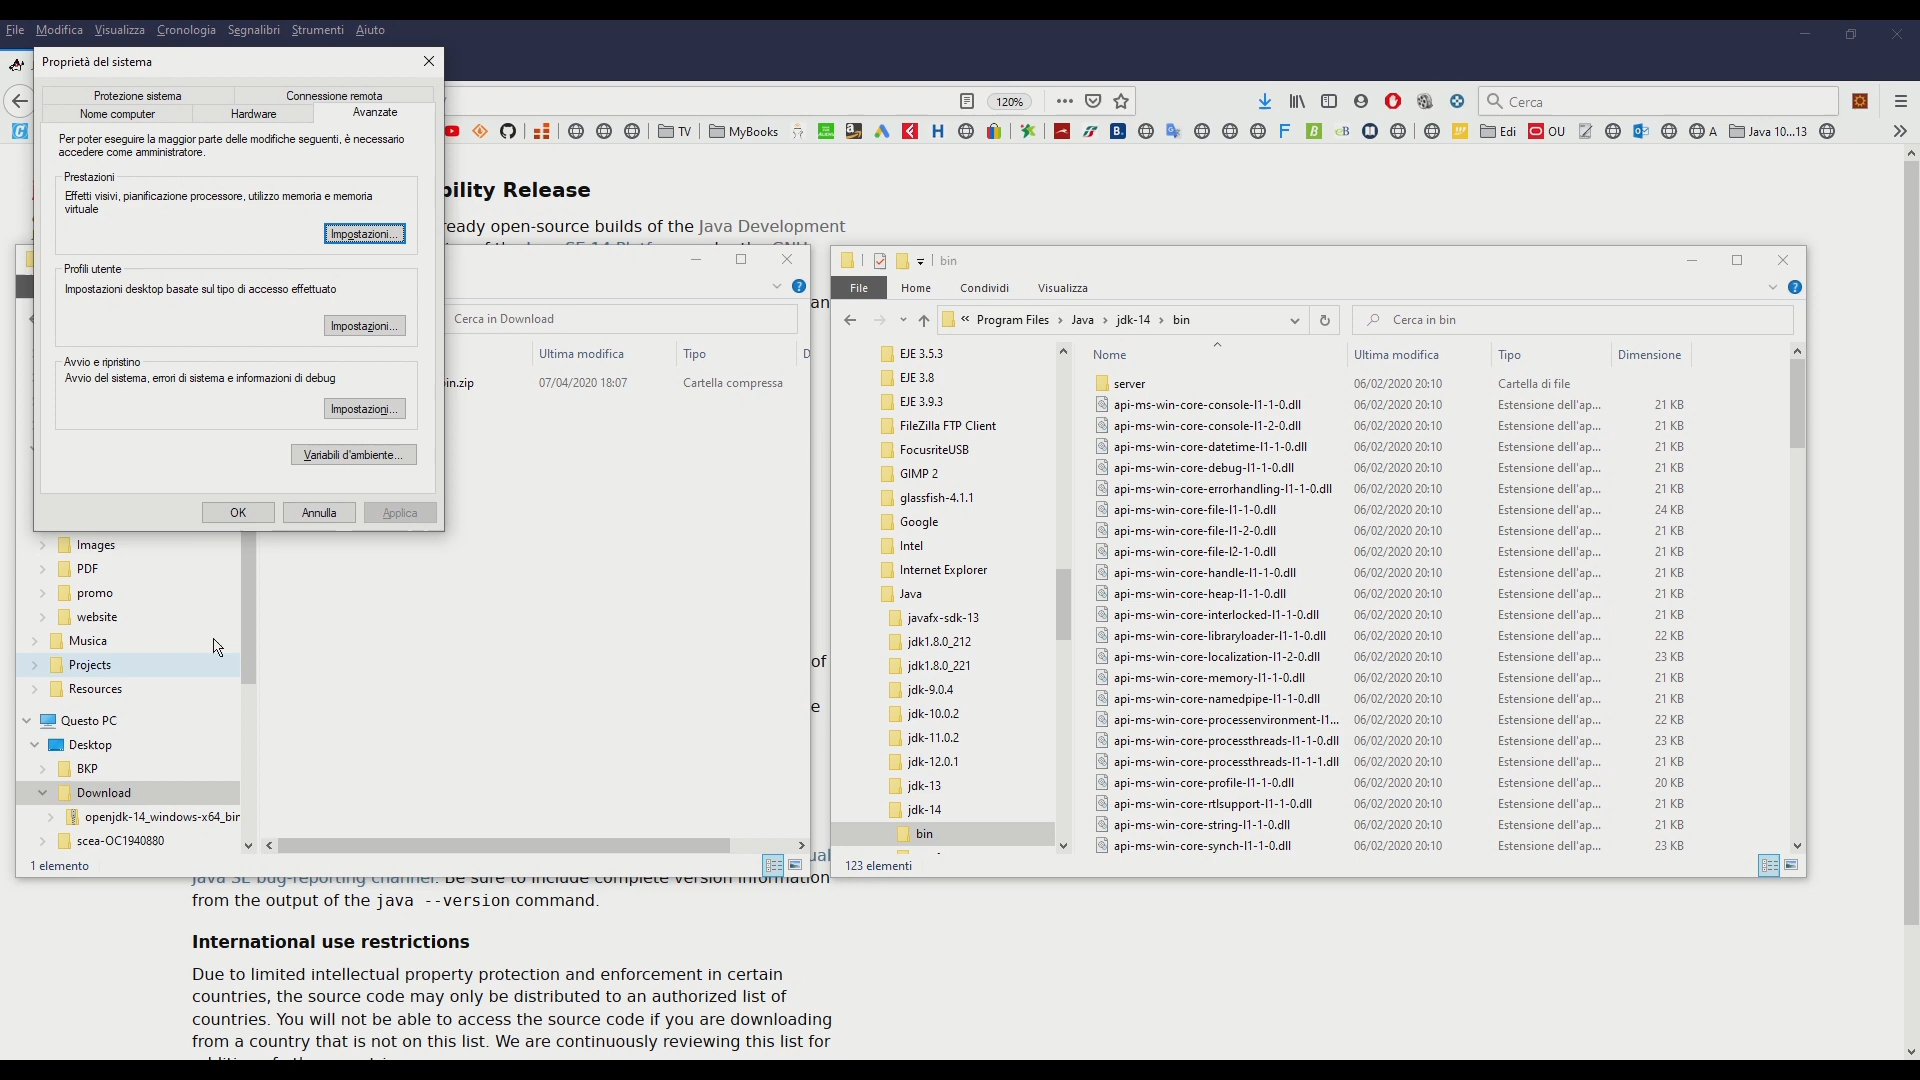 File Modifica Visualizza Cronologia Segnalibri Strumenti Aiuto
Proprietà del sistema
Protezione sistema Connessione remota
Nome computer Hardware Avanzate
Per poter eseguire la maggior parte delle modifiche seguenti, è necessario
accedere come amministratore.
Prestazioni
Effetti visivi, pianificazione processore, utilizzo memoria e memoria
virtuale
Impostazioni...
Profili utente
Impostazioni desktop basate sul tipo di accesso effettuato
Impostazioni...
Avvio e ripristino
Avvio del sistema, errori di sistema e informazioni di debug
Impostazioni...
Variabili d'ambiente...
OK Annulla Applica
120%
Cerca
TV MyBooks Edi OU A Java 10...13
bility Release
ready open-source builds of the Java Development
Cerca in Download
Ultima modifica Tipo D
in.zip 07/04/2020 18:07 Cartella compressa
Images
PDF
promo
website
Musica
Projects
Resources
Questo PC
Desktop
BKP
Download
openjdk-14_windows-x64_bin
scea-OC1940880
1 elemento
an
of
e
bin
File Home Condividi Visualizza
« Program Files › Java › jdk-14 › bin
Cerca in bin
EJE 3.5.3
EJE 3.8
EJE 3.9.3
FileZilla FTP Client
FocusriteUSB
GIMP 2
glassfish-4.1.1
Google
Intel
Internet Explorer
Java
javafx-sdk-13
jdk1.8.0_212
jdk1.8.0_221
jdk-9.0.4
jdk-10.0.2
jdk-11.0.2
jdk-12.0.1
jdk-13
jdk-14
bin
Nome Ultima modifica Tipo Dimensione
server 06/02/2020 20:10 Cartella di file
api-ms-win-core-console-l1-1-0.dll 06/02/2020 20:10 Estensione dell'ap... 21 KB
api-ms-win-core-console-l1-2-0.dll 06/02/2020 20:10 Estensione dell'ap... 21 KB
api-ms-win-core-datetime-l1-1-0.dll 06/02/2020 20:10 Estensione dell'ap... 21 KB
api-ms-win-core-debug-l1-1-0.dll 06/02/2020 20:10 Estensione dell'ap... 21 KB
api-ms-win-core-errorhandling-l1-1-0.dll 06/02/2020 20:10 Estensione dell'ap... 21 KB
api-ms-win-core-file-l1-1-0.dll 06/02/2020 20:10 Estensione dell'ap... 24 KB
api-ms-win-core-file-l1-2-0.dll 06/02/2020 20:10 Estensione dell'ap... 21 KB
api-ms-win-core-file-l2-1-0.dll 06/02/2020 20:10 Estensione dell'ap... 21 KB
api-ms-win-core-handle-l1-1-0.dll 06/02/2020 20:10 Estensione dell'ap... 21 KB
api-ms-win-core-heap-l1-1-0.dll 06/02/2020 20:10 Estensione dell'ap... 21 KB
api-ms-win-core-interlocked-l1-1-0.dll 06/02/2020 20:10 Estensione dell'ap... 21 KB
api-ms-win-core-libraryloader-l1-1-0.dll 06/02/2020 20:10 Estensione dell'ap... 22 KB
api-ms-win-core-localization-l1-2-0.dll 06/02/2020 20:10 Estensione dell'ap... 23 KB
api-ms-win-core-memory-l1-1-0.dll 06/02/2020 20:10 Estensione dell'ap... 21 KB
api-ms-win-core-namedpipe-l1-1-0.dll 06/02/2020 20:10 Estensione dell'ap... 21 KB
api-ms-win-core-processenvironment-l1... 06/02/2020 20:10 Estensione dell'ap... 22 KB
api-ms-win-core-processthreads-l1-1-0.dll 06/02/2020 20:10 Estensione dell'ap... 23 KB
api-ms-win-core-processthreads-l1-1-1.dll 06/02/2020 20:10 Estensione dell'ap... 21 KB
api-ms-win-core-profile-l1-1-0.dll 06/02/2020 20:10 Estensione dell'ap... 20 KB
api-ms-win-core-rtlsupport-l1-1-0.dll 06/02/2020 20:10 Estensione dell'ap... 21 KB
api-ms-win-core-string-l1-1-0.dll 06/02/2020 20:10 Estensione dell'ap... 21 KB
api-ms-win-core-synch-l1-1-0.dll 06/02/2020 20:10 Estensione dell'ap... 23 KB
123 elementi
Java SE bug-reporting channel. Be sure to include complete version information
from the output of the java --version command.
International use restrictions
Due to limited intellectual property protection and enforcement in certain
countries, the source code may only be distributed to an authorized list of
countries. You will not be able to access the source code if you are downloading
from a country that is not on this list. We are continuously reviewing this list for